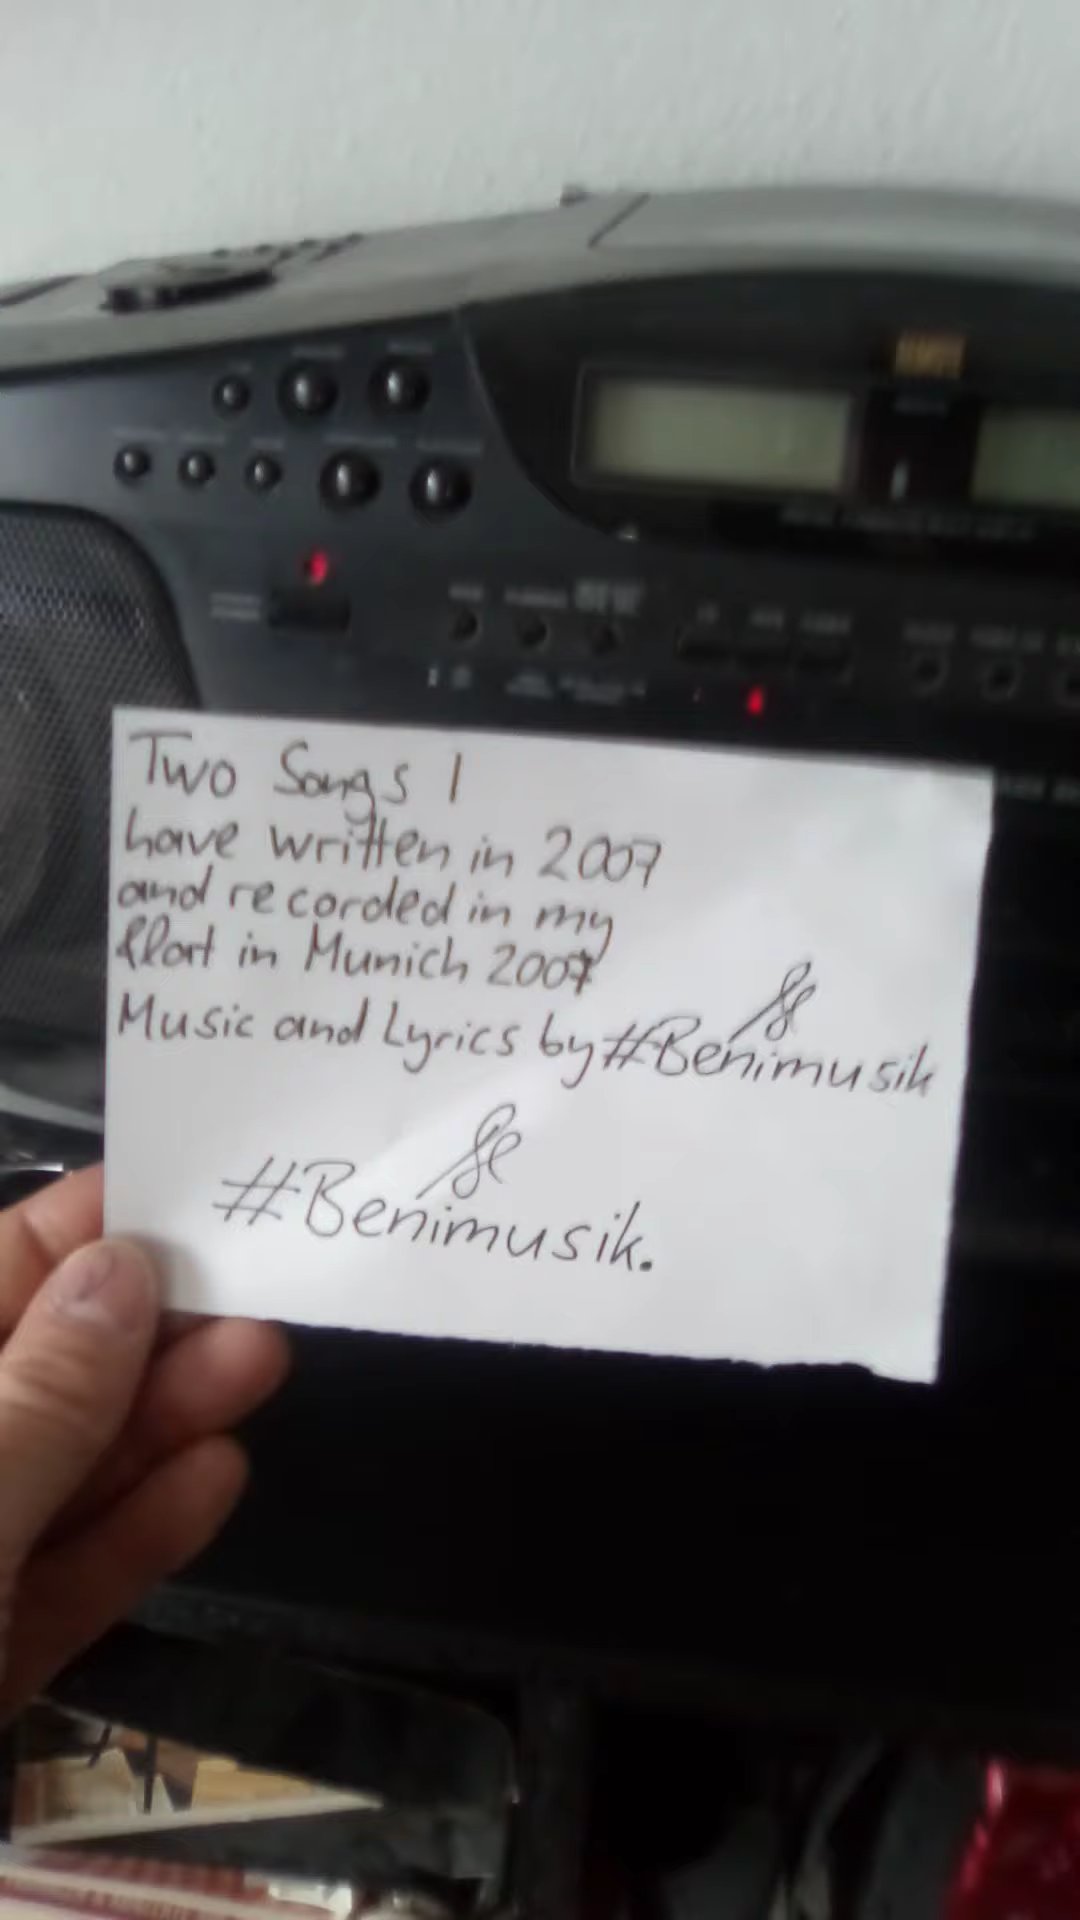 Two Songs I
have written in 2007
and recorded in my
flat in Munich 2007
Music and Lyrics by #Benimusik
#Benimusik.